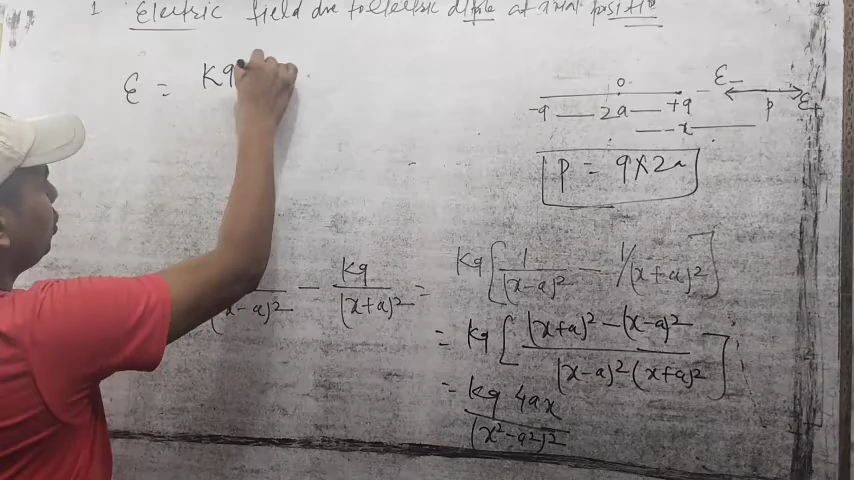 1 Electric field due to electric dipole at axial position
ε = Kq
0
ε-
-q — 2a — +q
p
ε+
— — x —
p = q×2a
(x-a)² - Kq/(x+a)² = Kq[1/(x-a)² - 1/(x+a)²]
= Kq[(x+a)² - (x-a)²/(x-a)²(x+a)²]
= Kq 4ax/(x²-a²)²